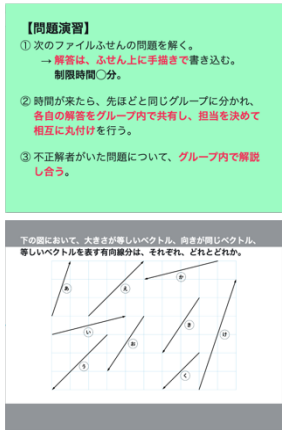 【問題演習】
① 次のファイルふせんの問題を解く。
→ 解答は、ふせん上に手描きで書き込む。
制限時間〇分。
② 時間が来たら、先ほどと同じグループに分かれ、
各自の解答をグループ内で共有し、担当を決めて
相互に丸付けを行う。
③ 不正解者がいた問題について、グループ内で解説
し合う。
下の図において、大きさが等しいベクトル、向きが同じベクトル、
等しいベクトルを表す有向線分は、それぞれ、どれとどれか。
あ
え
か
い
お
き
け
う
く